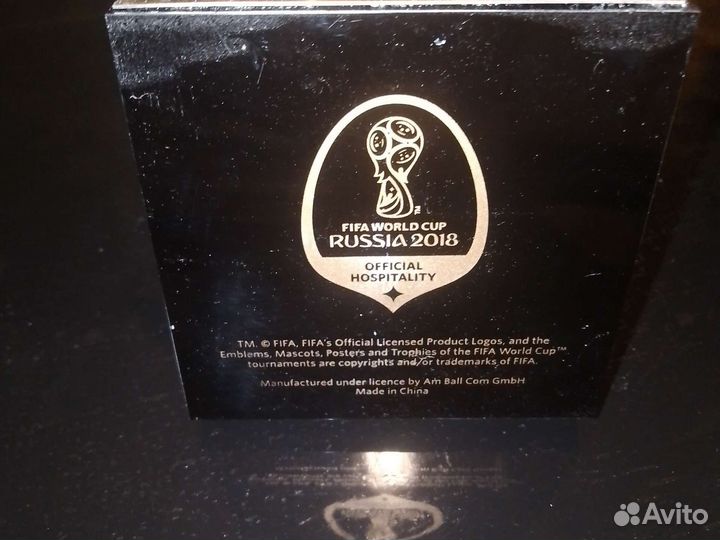 TM
FIFA WORLD CUP
RUSSIA 2018
OFFICIAL
HOSPITALITY
TM. © FIFA, FIFA's Official Licensed Product Logos, and the
Emblems, Mascots, Posters and Trophies of the FIFA World Cup™
tournaments are copyrights and/or trademarks of FIFA.
Manufactured under licence by Am Ball Com GmbH
Made in China
Avito